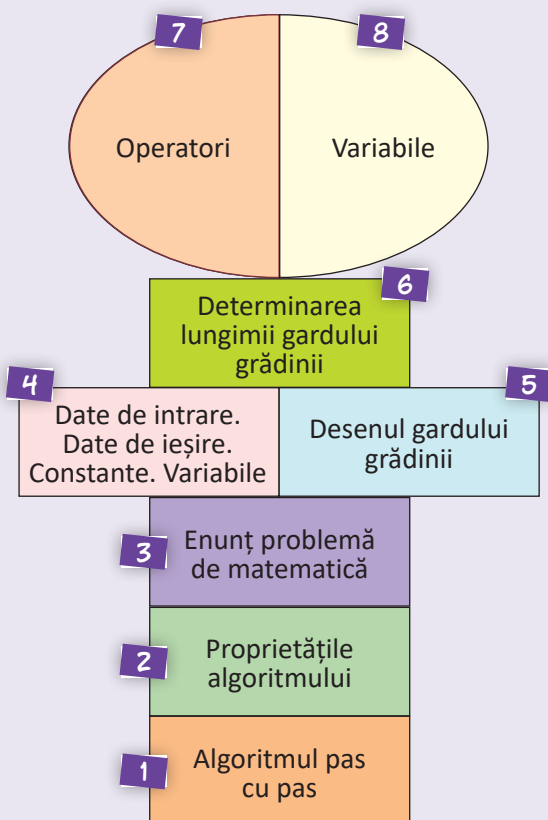 7
8
Operatori
Variabile
6
Determinarea
lungimii gardului
grădinii
4
5
Date de intrare.
Date de ieșire.
Constante. Variabile
Desenul gardului
grădinii
3
Enunț problemă
de matematică
2
Proprietățile
algoritmului
1
Algoritmul pas
cu pas